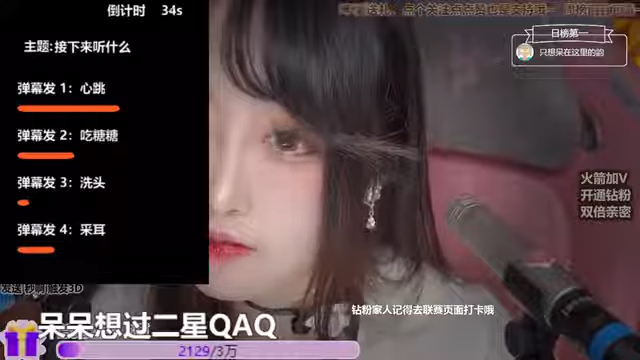 倒计时 34s
主题:接下来听什么
弹幕发 1：心跳
弹幕发 2：吃糖糖
弹幕发 3：洗头
弹幕发 4：采耳
日榜第一
只想呆在这里的韵
火箭加V
开通钻粉
双倍亲密
钻粉家人记得去联赛页面打卡哦
呆呆想过二星QAQ
2129/3万